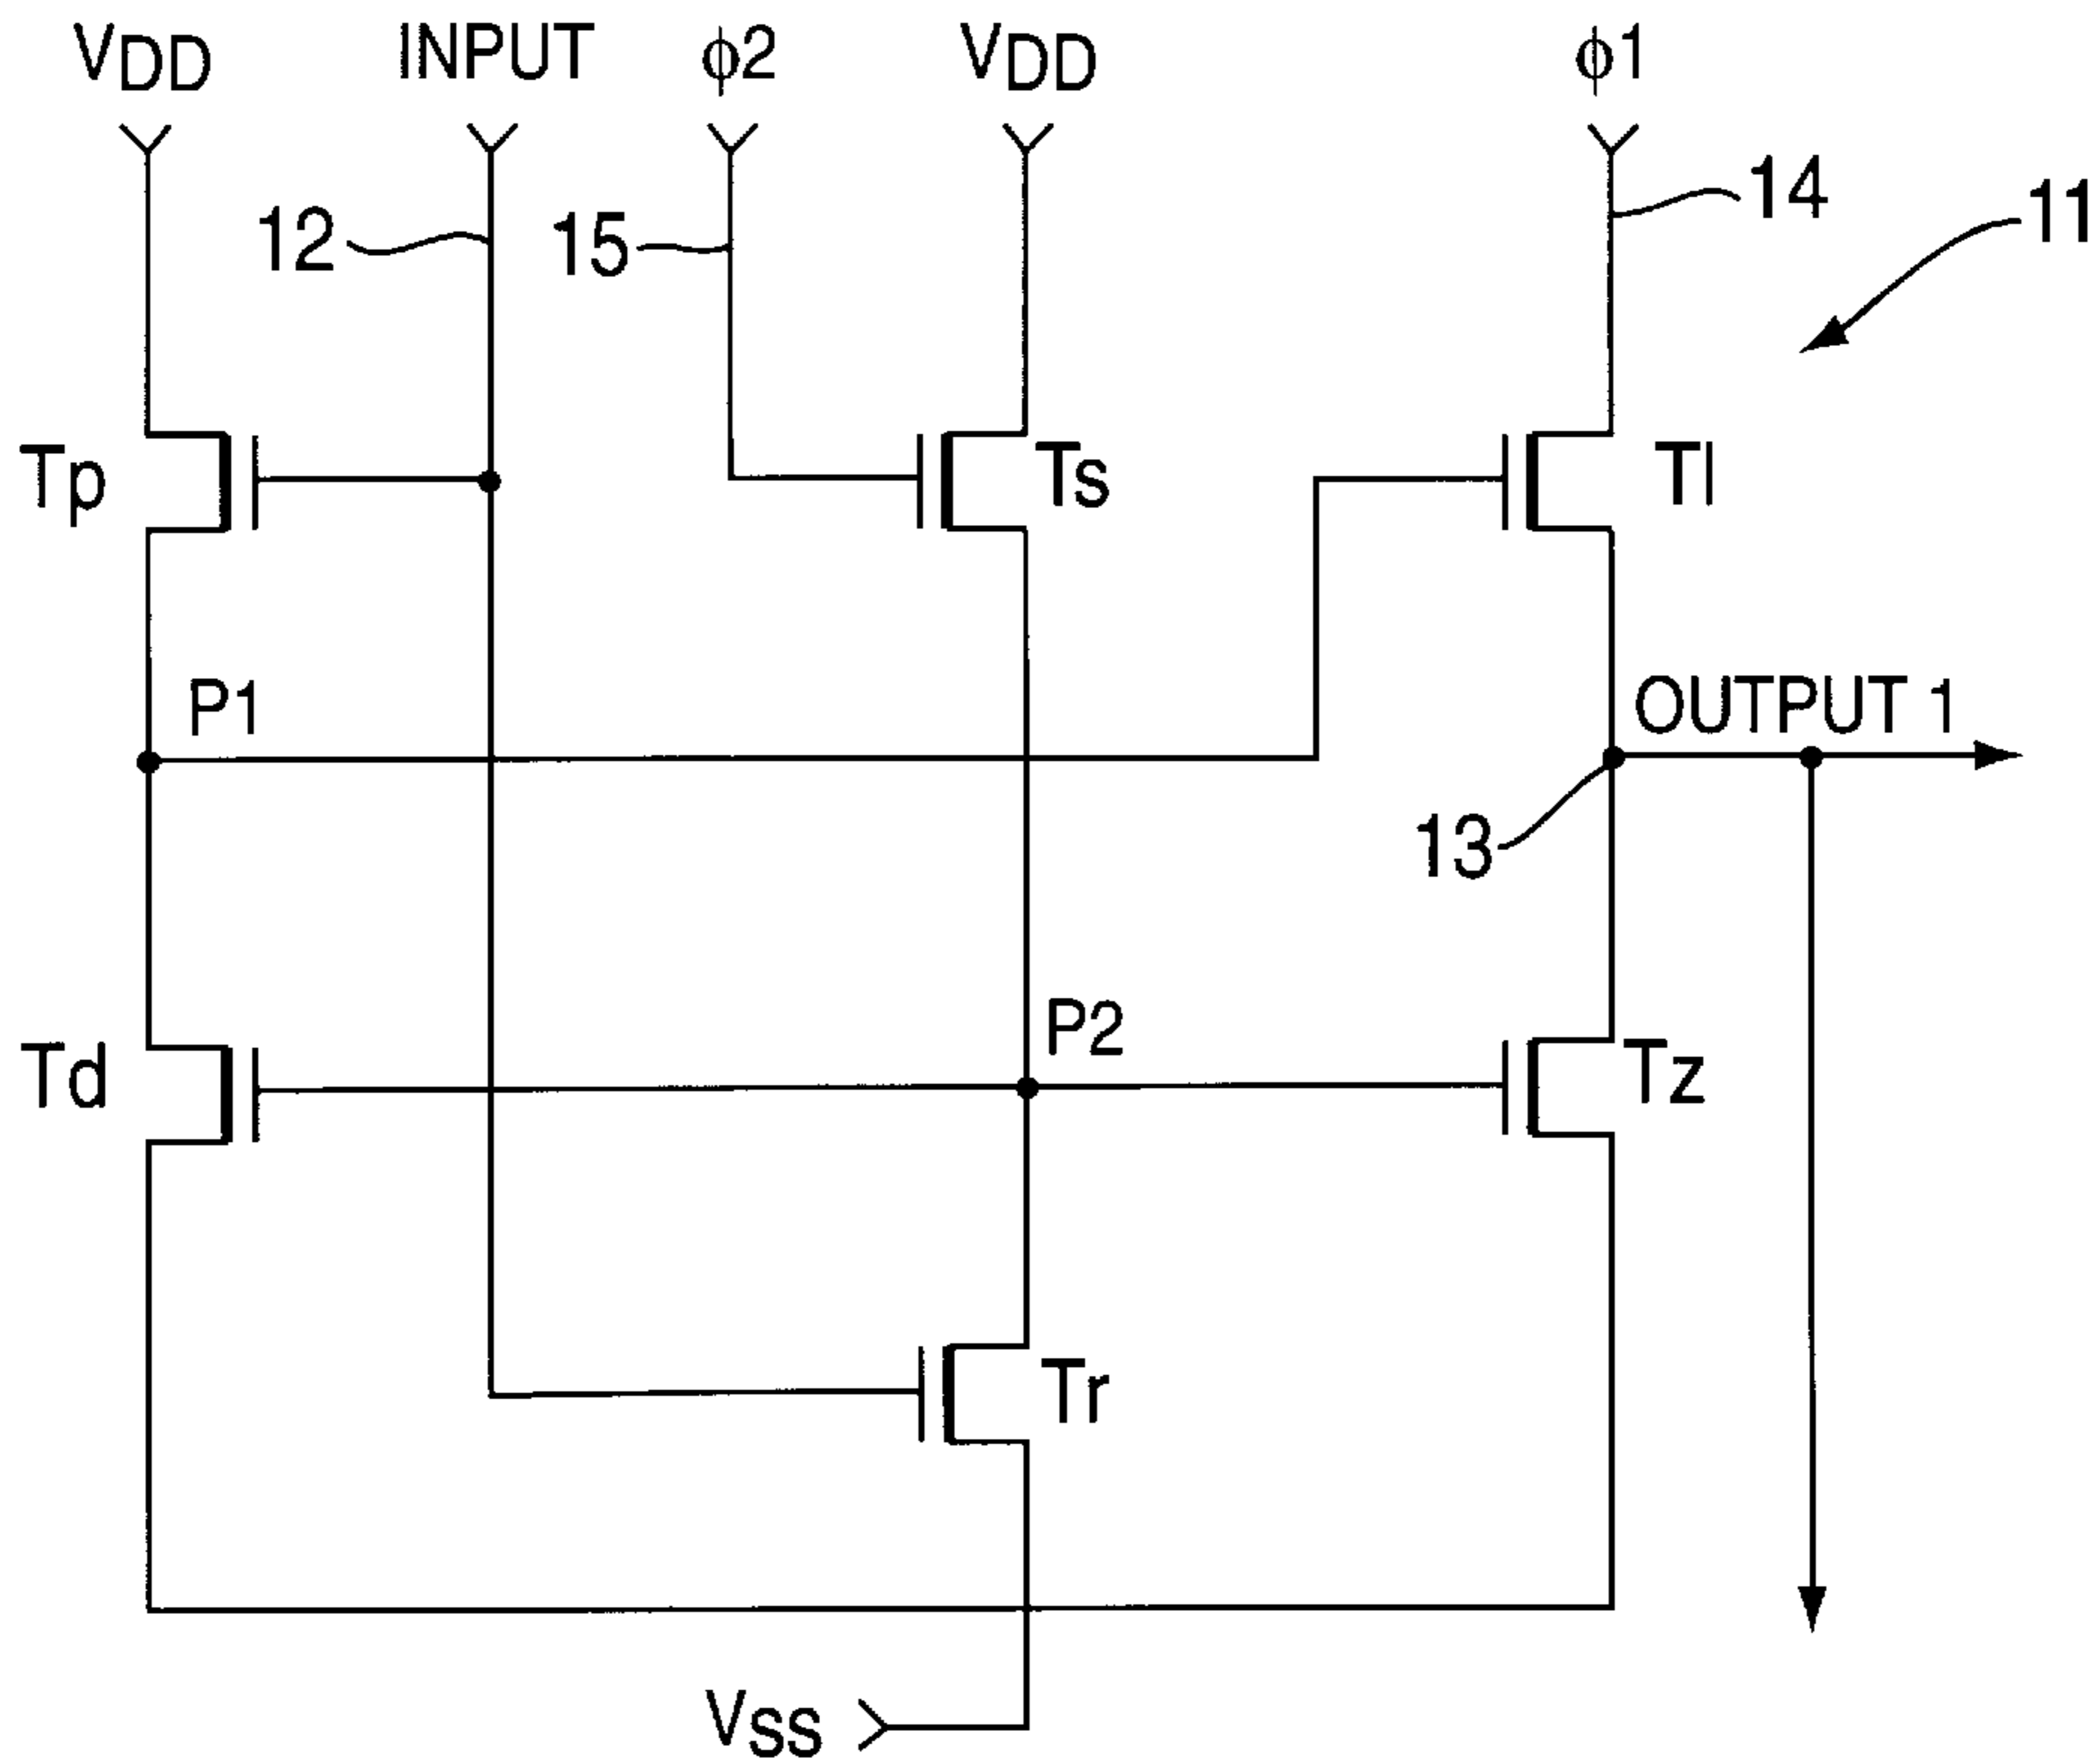 VDD INPUT ϕ2 VDD ϕ1
12 15 14 11
Tp Ts Tl
P1 OUTPUT 1
13
Td P2 Tz
Tr
VSS